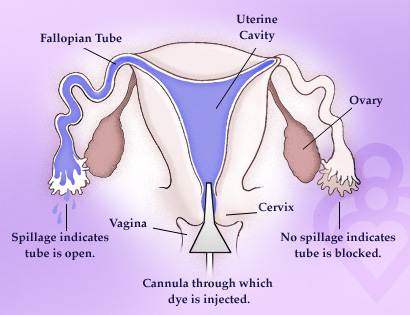 Uterine
Cavity
Fallopian Tube
Ovary
Cervix
Vagina
Spillage indicates
tube is open.
No spillage indicates
tube is blocked.
Cannula through which
dye is injected.